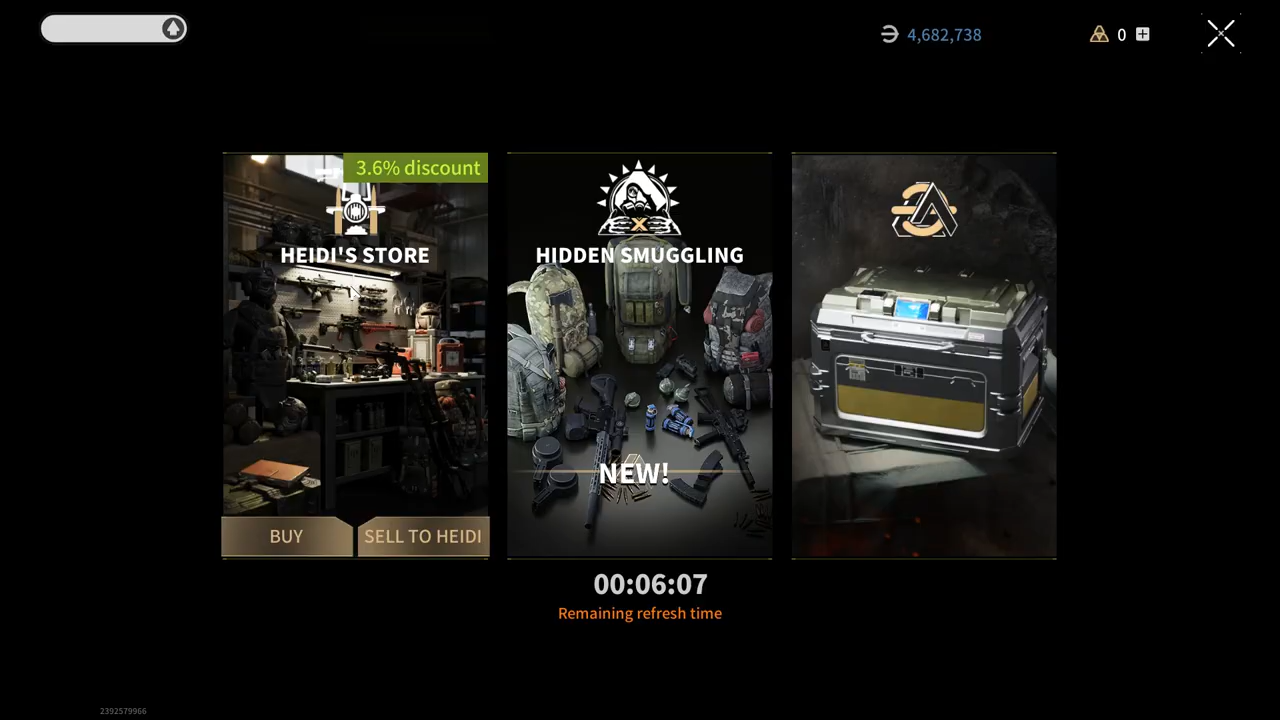 4,682,738
0
3.6% discount
HEIDI'S STORE
HIDDEN SMUGGLING
NEW!
BUY
SELL TO HEIDI
00:06:07
Remaining refresh time
2392579966